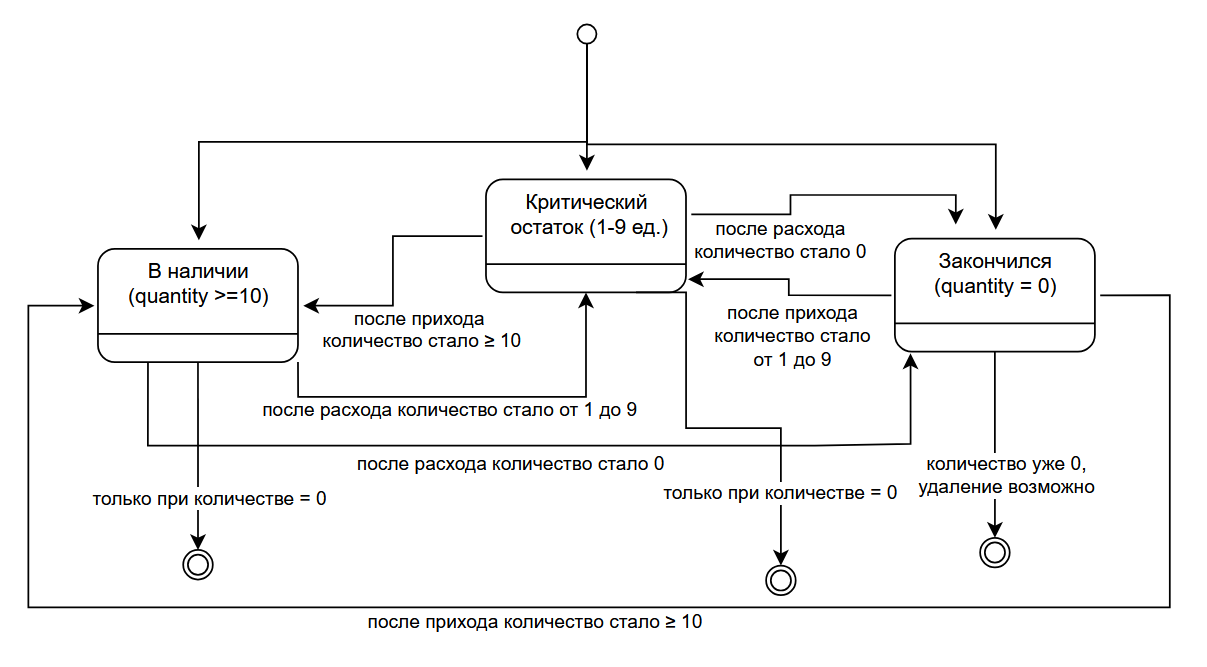 Критический
остаток (1-9 ед.)
после расхода
количество стало 0
В наличии
(quantity >=10)
Закончился
(quantity = 0)
после прихода
количество стало ≥ 10
после прихода
количество стало
от 1 до 9
после расхода количество стало от 1 до 9
после расхода количество стало 0
только при количестве = 0
только при количестве = 0
количество уже 0,
удаление возможно
после прихода количество стало ≥ 10